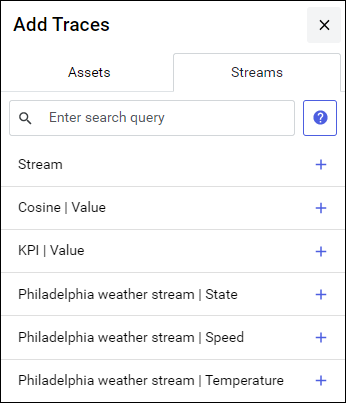 Add Traces
Assets
Streams
Enter search query
Stream
Cosine | Value
KPI | Value
Philadelphia weather stream | State
Philadelphia weather stream | Speed
Philadelphia weather stream | Temperature